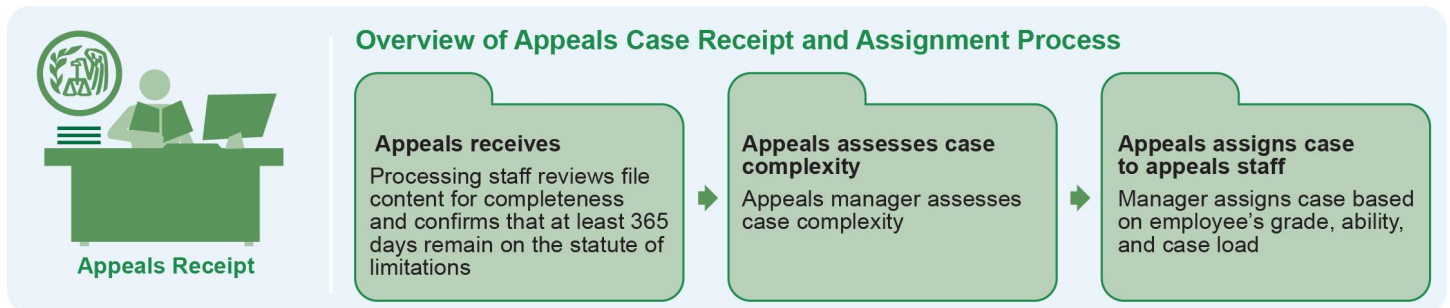 Overview of Appeals Case Receipt and Assignment Process
Appeals Receipt
Appeals receives
Processing staff reviews file
content for completeness
and confirms that at least 365
days remain on the statute of
limitations
Appeals assesses case
complexity
Appeals manager assesses
case complexity
Appeals assigns case
to appeals staff
Manager assigns case based
on employee’s grade, ability,
and case load